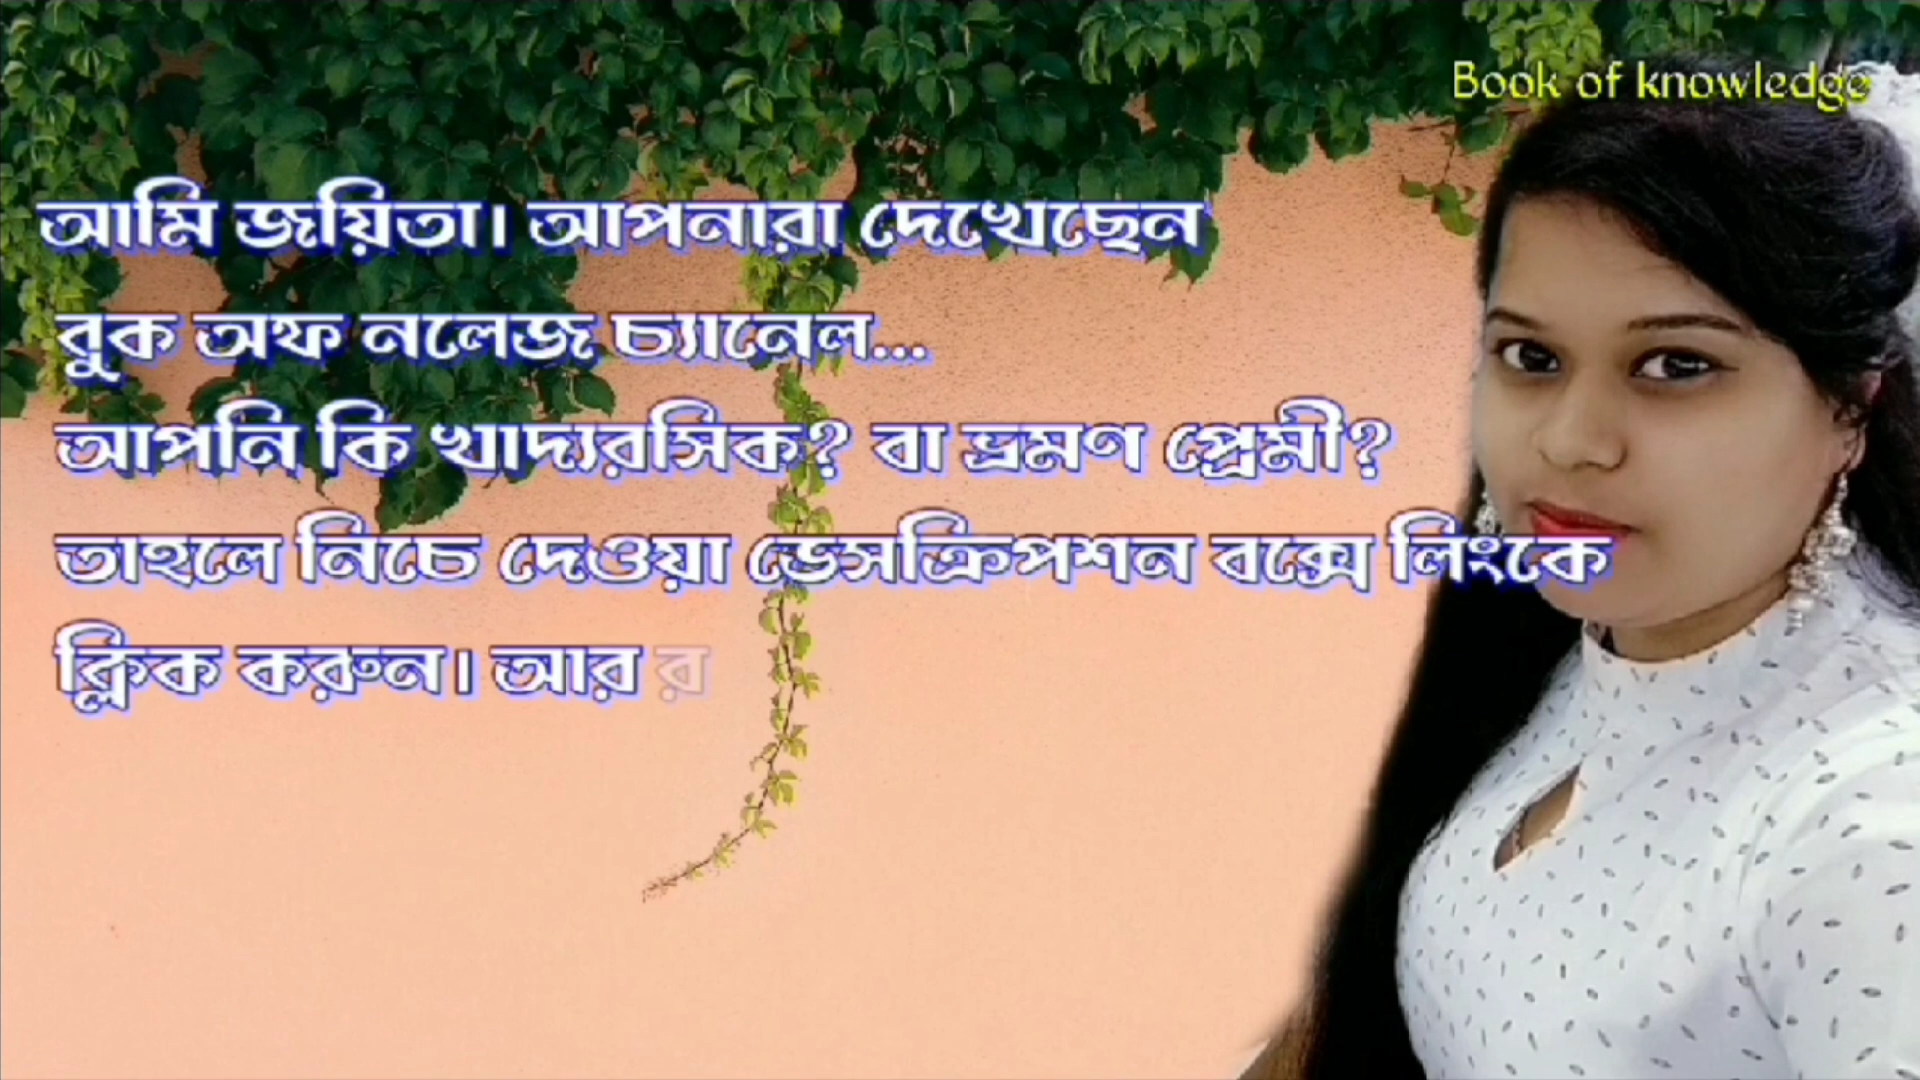 Book of knowledge
আমি জয়িতা। আপনারা দেখেছেন
বুক অফ নলেজ চ্যানেল...
আপনি কি খাদ্যরসিক? বা ভ্রমণ প্রেমী?
তাহলে নিচে দেওয়া ডেসক্রিপশন বক্সে লিংকে
ক্লিক করুন। আর র